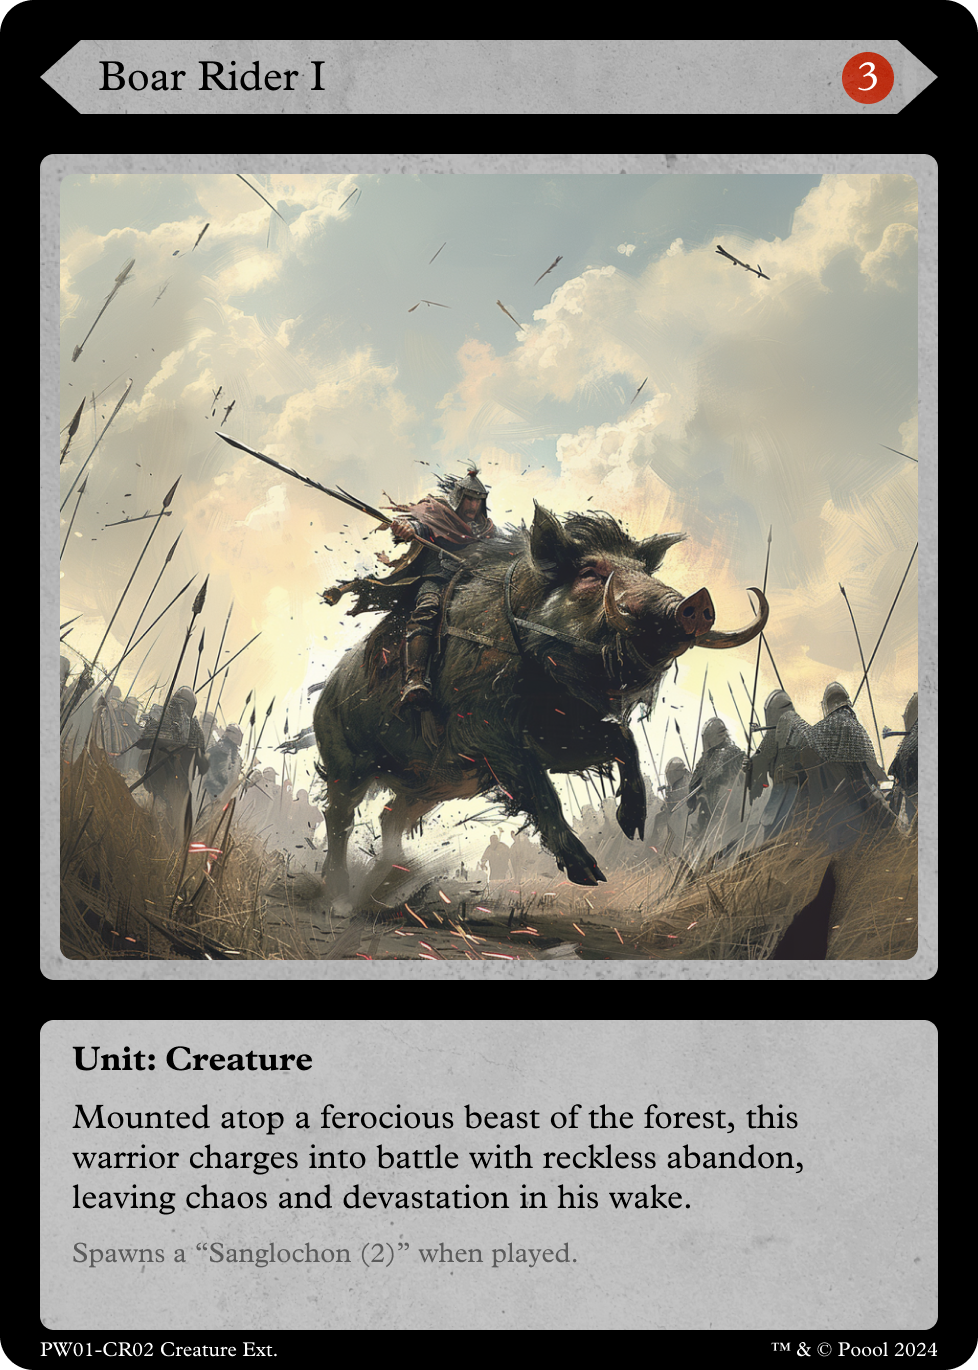 Boar Rider I
3
Unit: Creature
Mounted atop a ferocious beast of the forest, this
warrior charges into battle with reckless abandon,
leaving chaos and devastation in his wake.
Spawns a “Sanglochon (2)” when played.
PW01-CR02 Creature Ext.
™ & © Poool 2024